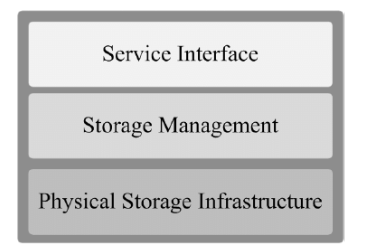 Service Interface
Storage Management
Physical Storage Infrastructure